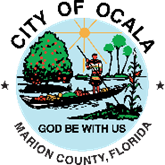 CITY OF OCALA
GOD BE WITH US
MARION COUNTY, FLORIDA